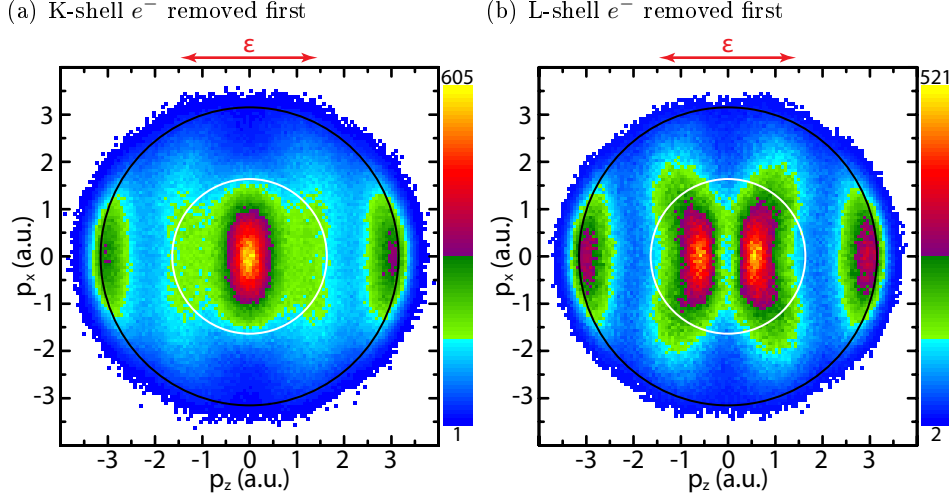 (a) K-shell e⁻ removed first
(b) L-shell e⁻ removed first
ε
ε
605
521
3
2
1
0
-1
-2
-3
3
2
1
0
-1
-2
-3
pₓ (a.u.)
pₓ (a.u.)
1
2
-3 -2 -1 0 1 2 3
-3 -2 -1 0 1 2 3
p_z (a.u.)
p_z (a.u.)